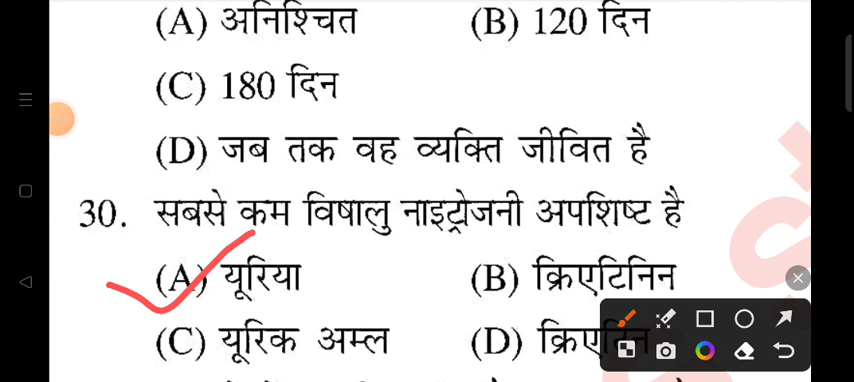 (A) अनिश्चित (B) 120 दिन
(C) 180 दिन
(D) जब तक वह व्यक्ति जीवित है
30. सबसे कम विषालु नाइट्रोजनी अपशिष्ट है
(A) यूरिया (B) क्रिएटिनिन
(C) यूरिक अम्ल (D)